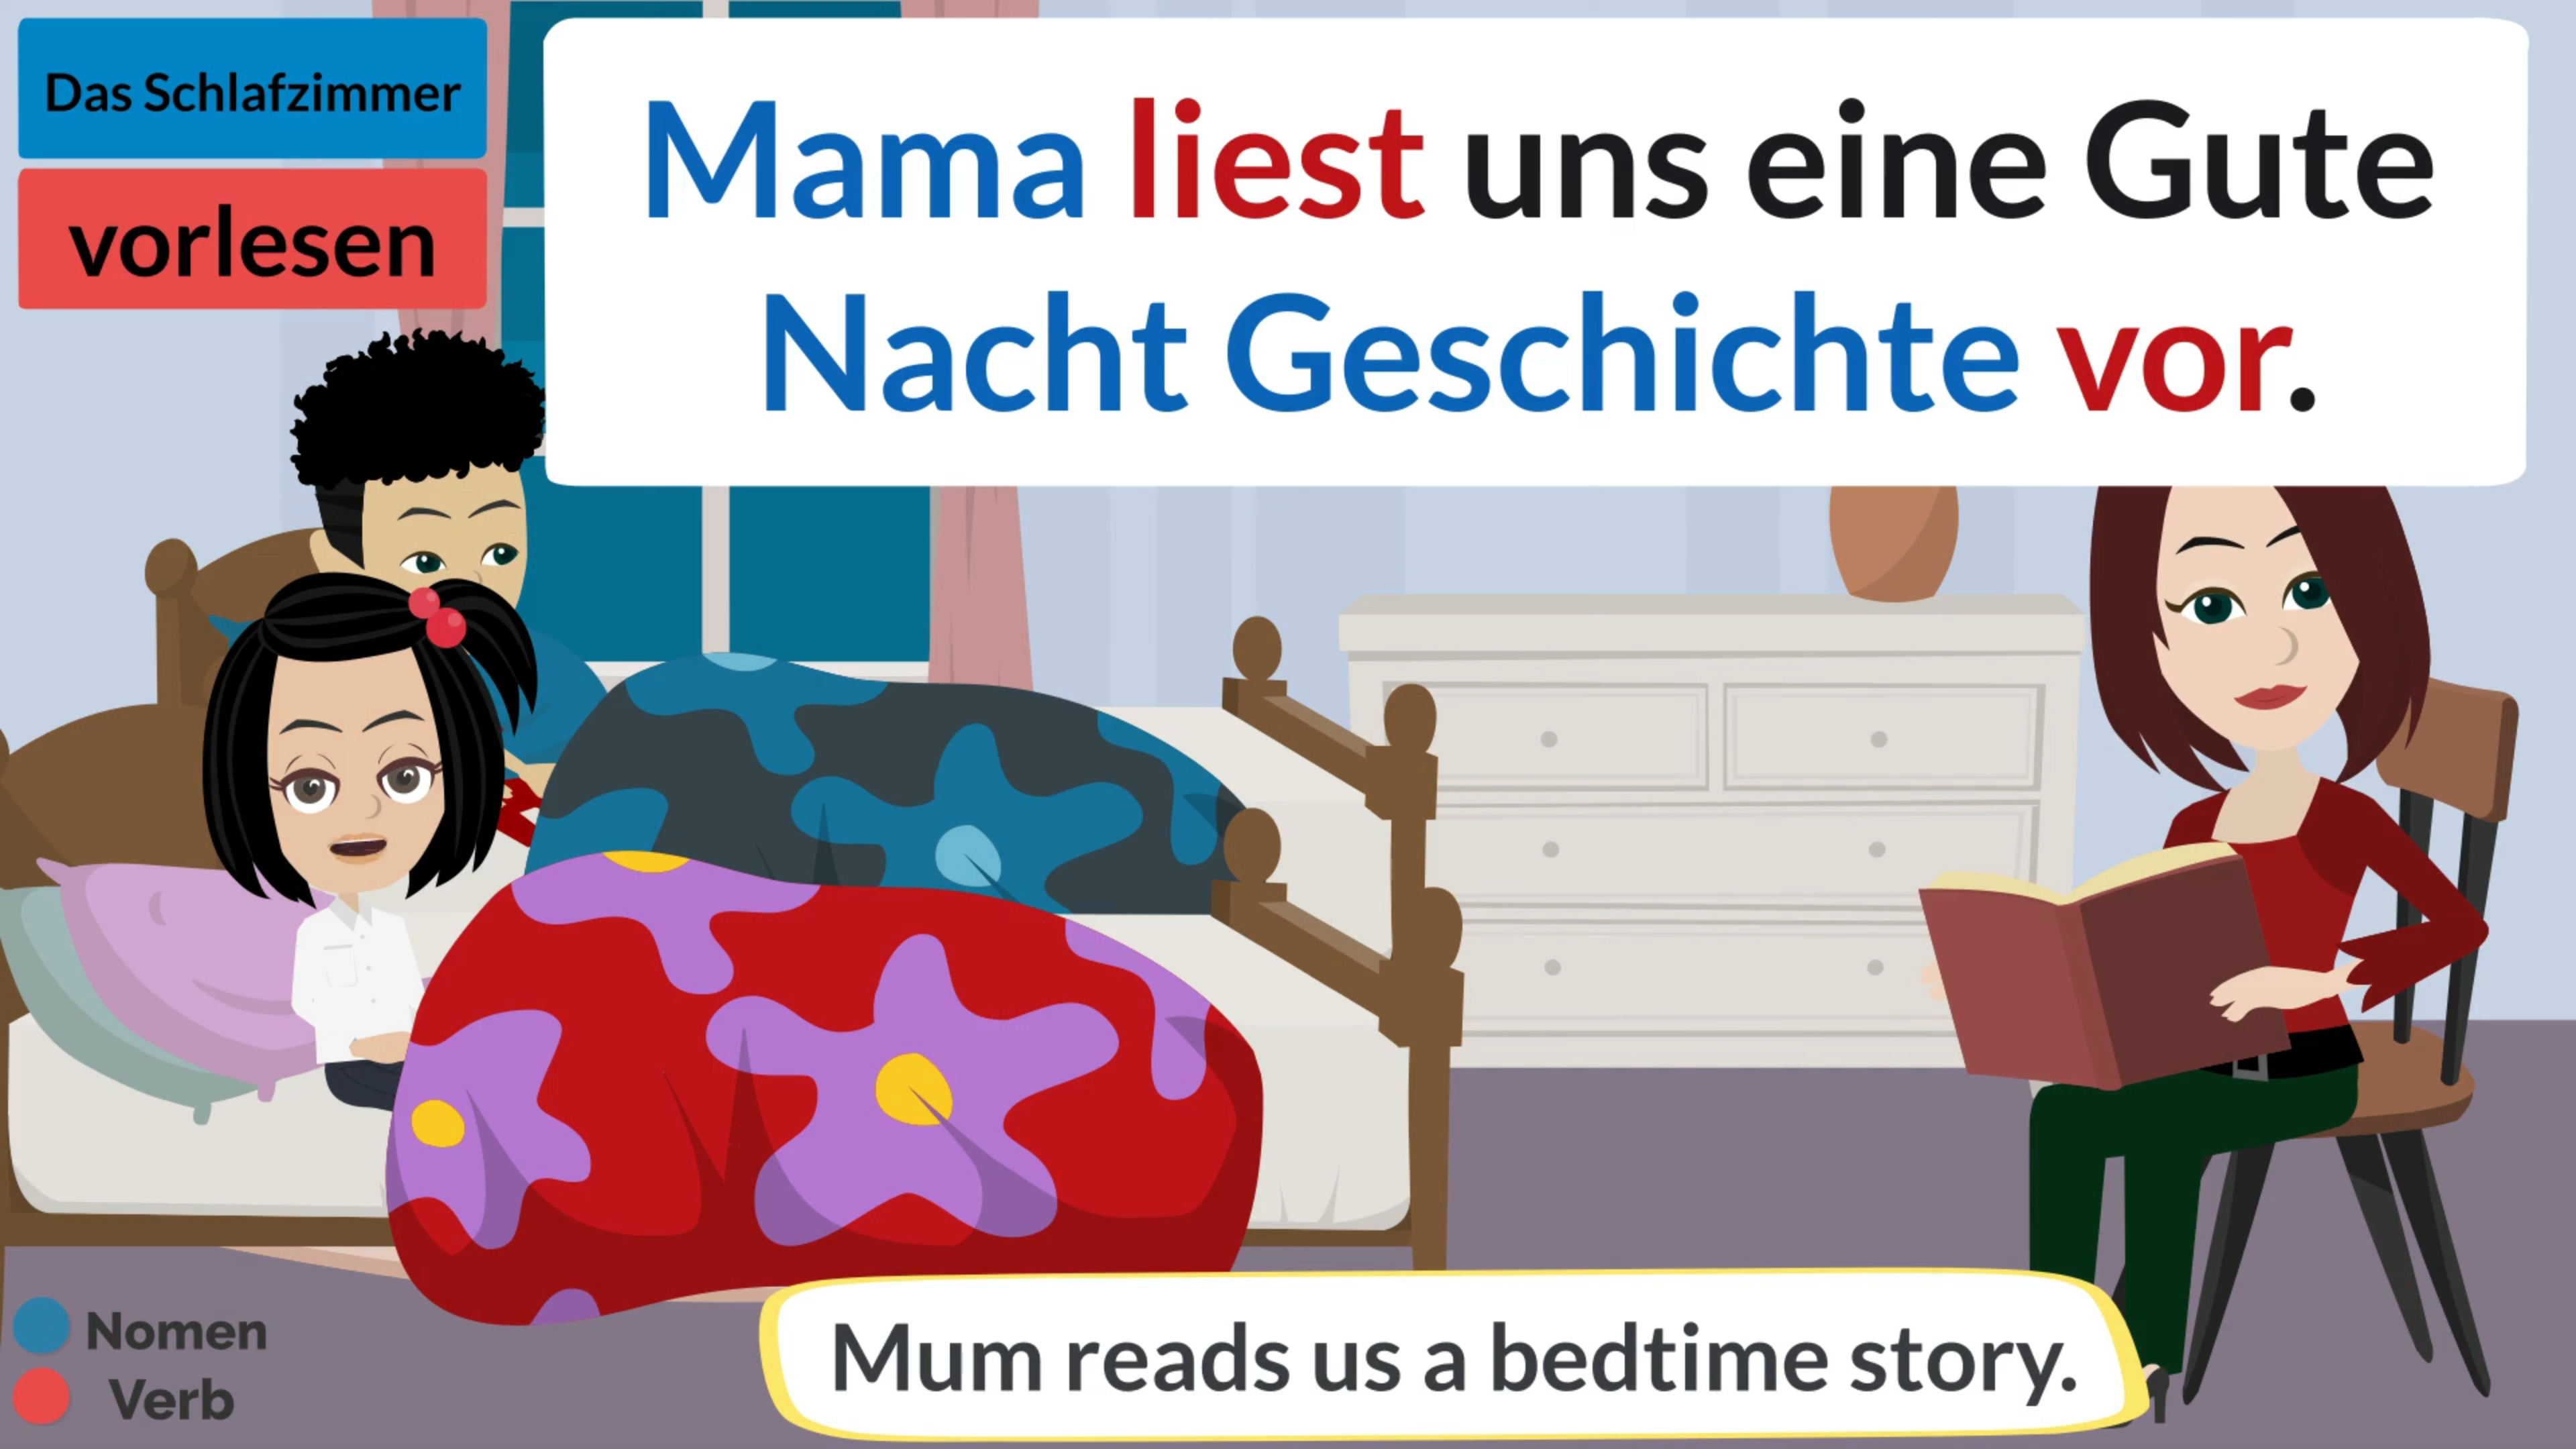 Das Schlafzimmer
vorlesen
Mama liest uns eine Gute
Nacht Geschichte vor.
Nomen
Verb
Mum reads us a bedtime story.